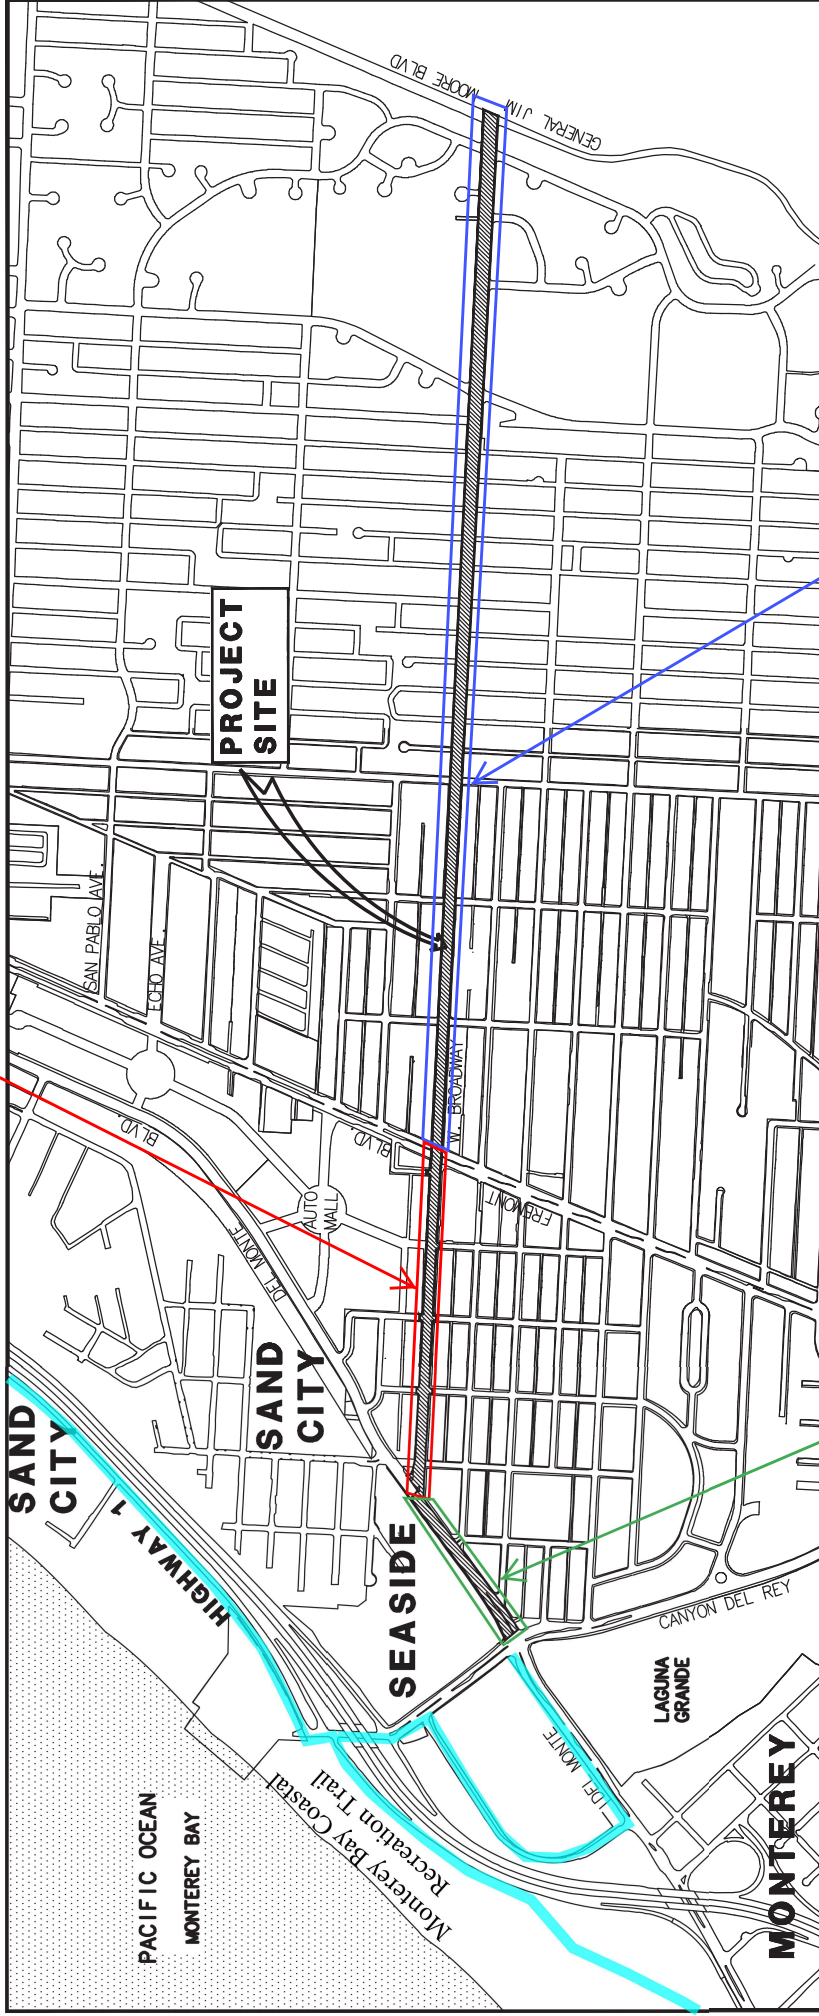 MOORE BLVD
GENERAL JIM
PROJECT
SITE
SAN PABLO AVE.
ECHO AVE.
W. BROADWAY
BLVD.
BLVD.
FREMONT
AUTO
MALL
DEL MONTE
SAND
CITY
SAND
CITY
HIGHWAY 1
SEASIDE
CANYON DEL REY
LAGUNA
GRANDE
DEL MONTE
Monterey Bay Coastal
Recreation Trail
PACIFIC OCEAN
MONTEREY BAY
MONTEREY